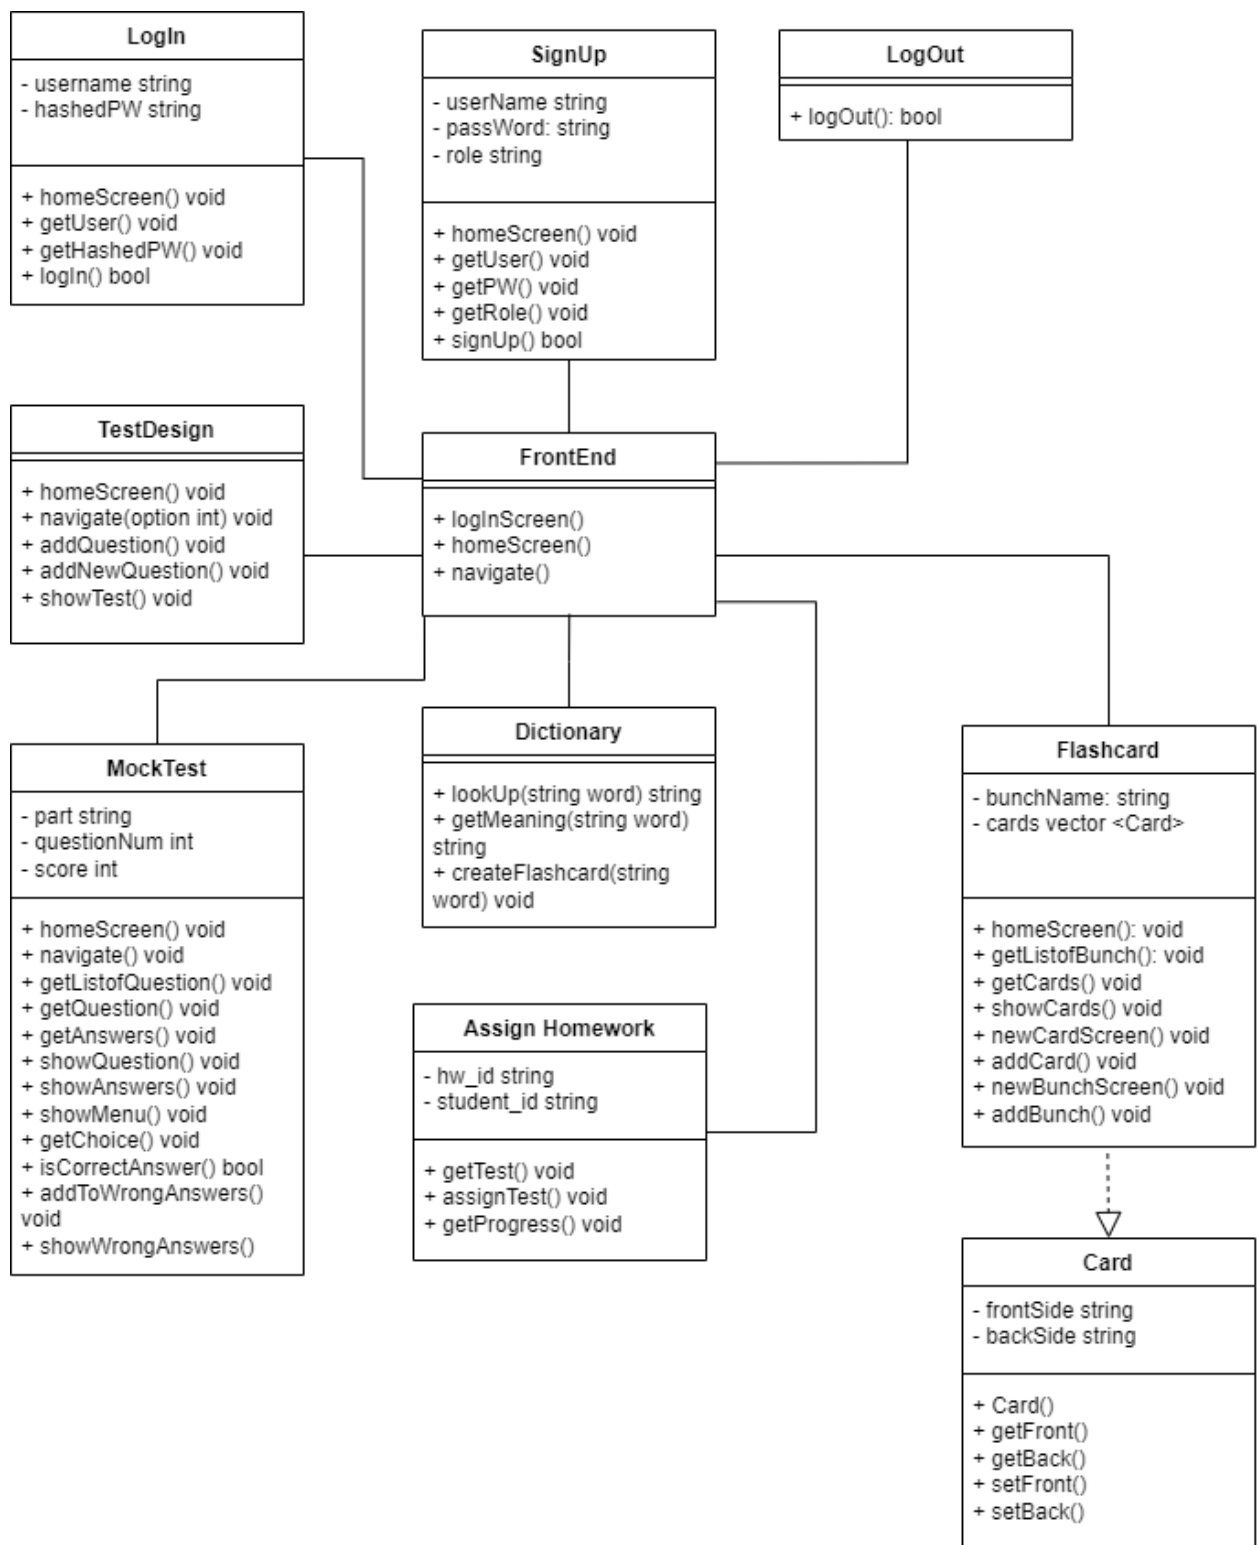 LogIn
- username string
- hashedPW string
+ homeScreen() void
+ getUser() void
+ getHashedPW() void
+ logIn() bool
SignUp
- userName string
- passWord: string
- role string
+ homeScreen() void
+ getUser() void
+ getPW() void
+ getRole() void
+ signUp() bool
LogOut
+ logOut(): bool
TestDesign
+ homeScreen() void
+ navigate(option int) void
+ addQuestion() void
+ addNewQuestion() void
+ showTest() void
FrontEnd
+ logInScreen()
+ homeScreen()
+ navigate()
MockTest
- part string
- questionNum int
- score int
+ homeScreen() void
+ navigate() void
+ getListofQuestion() void
+ getQuestion() void
+ getAnswers() void
+ showQuestion() void
+ showAnswers() void
+ showMenu() void
+ getChoice() void
+ isCorrectAnswer() bool
+ addToWrongAnswers()
void
+ showWrongAnswers()
Dictionary
+ lookUp(string word) string
+ getMeaning(string word)
string
+ createFlashcard(string
word) void
Assign Homework
- hw_id string
- student_id string
+ getTest() void
+ assignTest() void
+ getProgress() void
Flashcard
- bunchName: string
- cards vector <Card>
+ homeScreen(): void
+ getListofBunch(): void
+ getCards() void
+ showCards() void
+ newCardScreen() void
+ addCard() void
+ newBunchScreen() void
+ addBunch() void
Card
- frontSide string
- backSide string
+ Card()
+ getFront()
+ getBack()
+ setFront()
+ setBack()